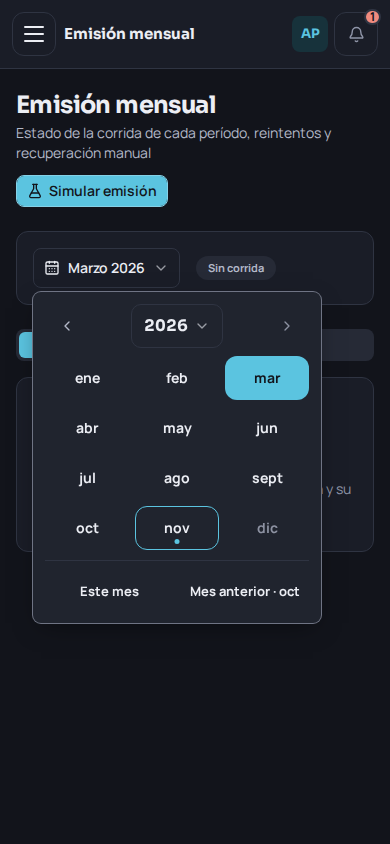 Emisión mensual
AP
1
Emisión mensual
Estado de la corrida de cada período, reintentos y
recuperación manual
Simular emisión
Marzo 2026
Sin corrida
2026
ene feb mar
abr may jun
jul ago sept
y su
oct nov dic
Este mes Mes anterior · oct